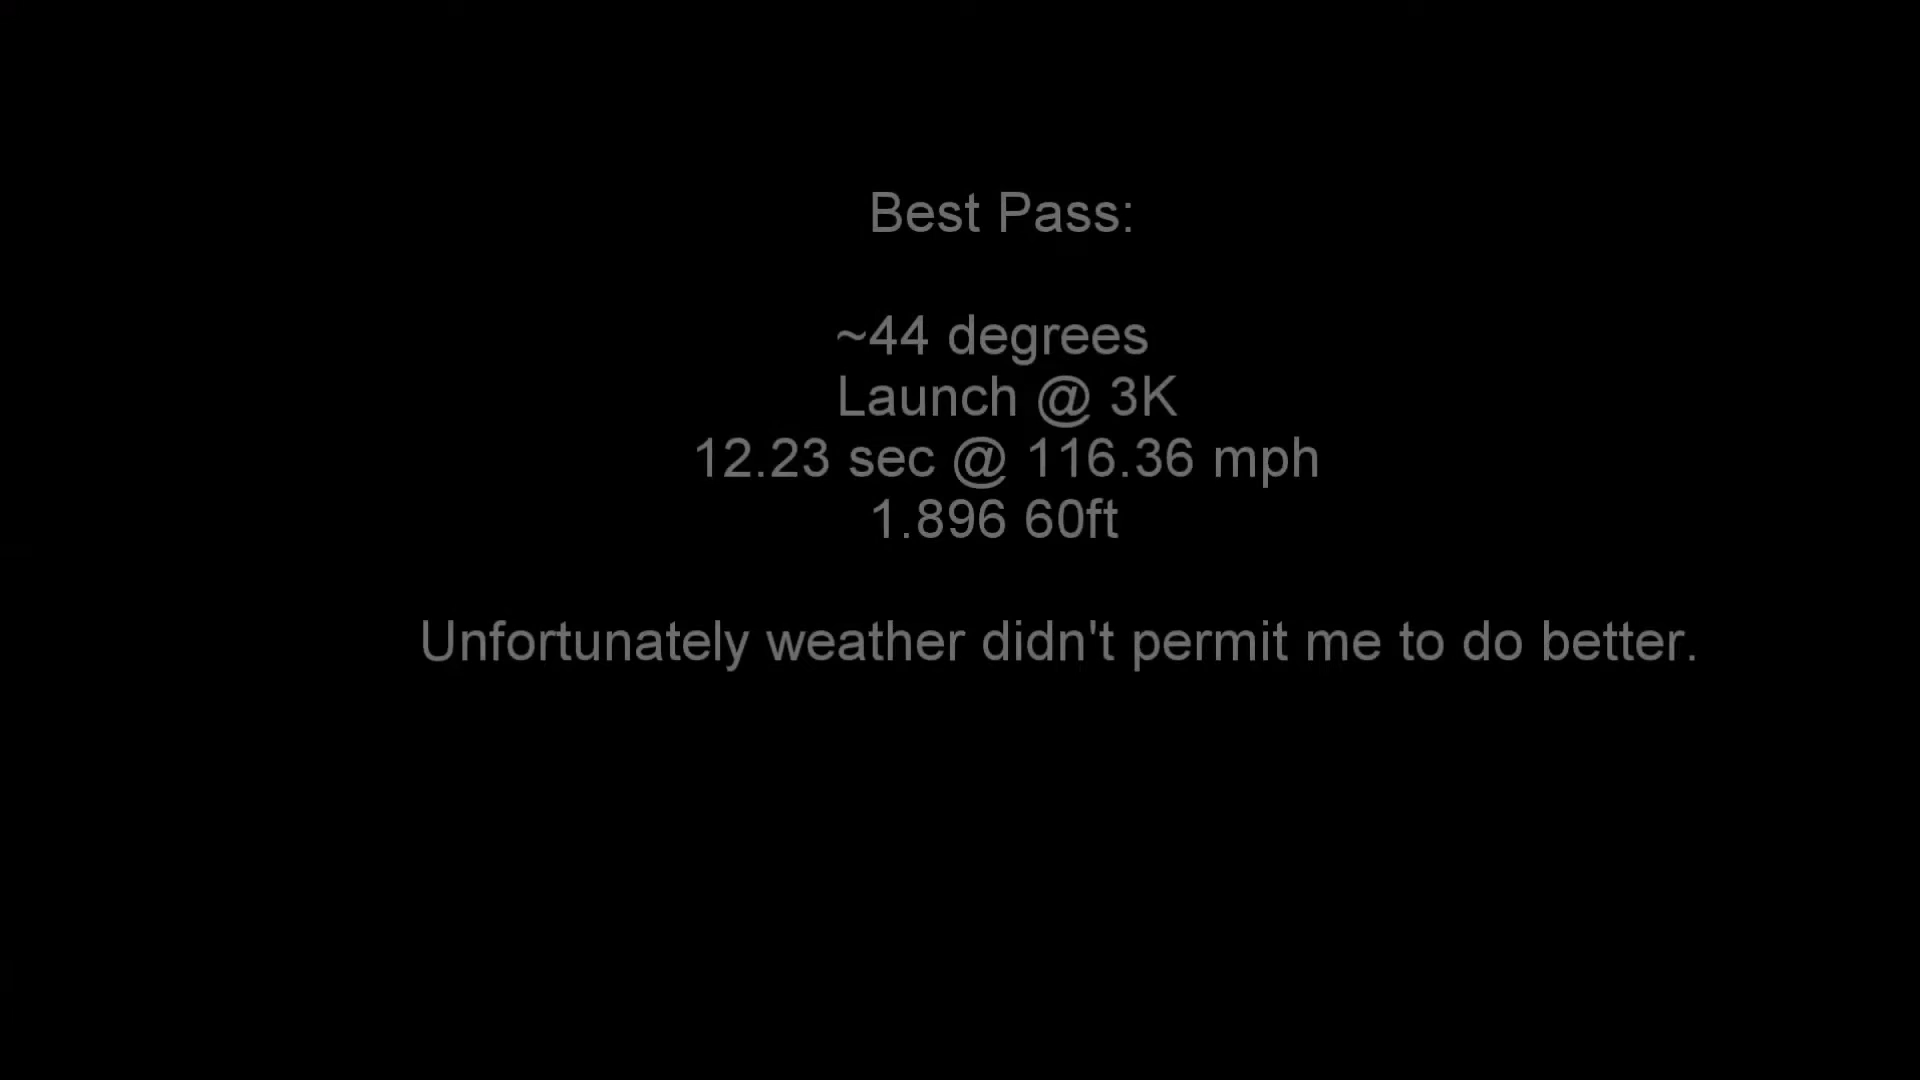 Best Pass:
~44 degrees
Launch @ 3K
12.23 sec @ 116.36 mph
1.896 60ft
Unfortunately weather didn't permit me to do better.